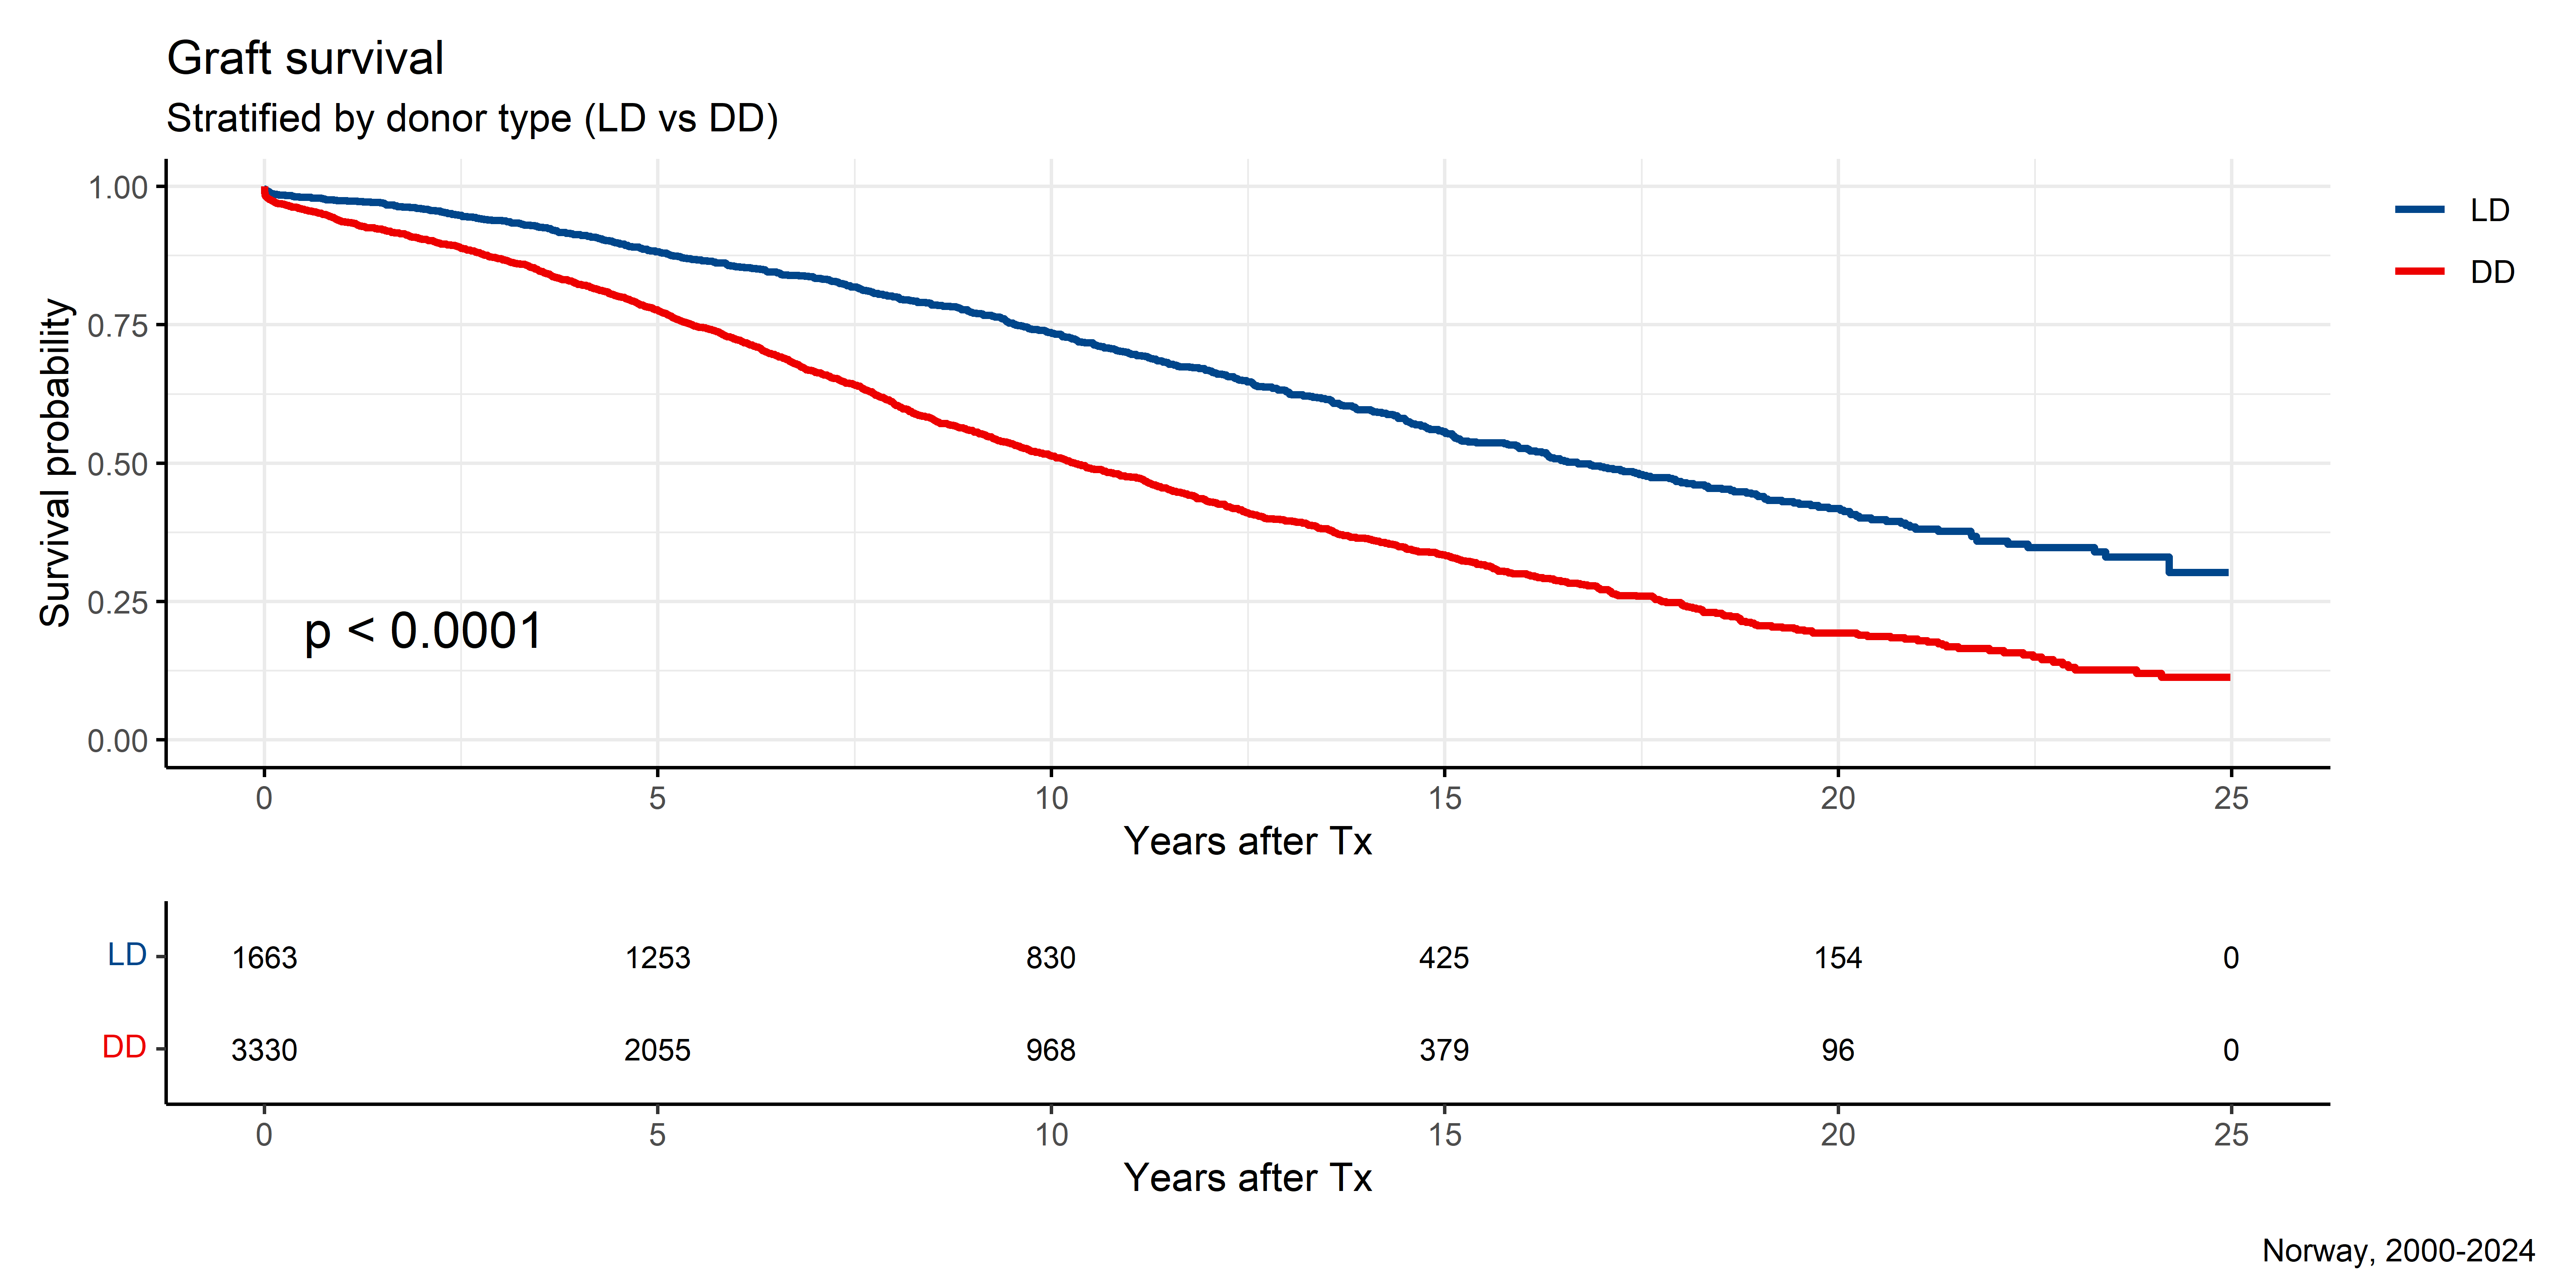 Graft survival
Stratified by donor type (LD vs DD)
1.00
0.75
0.50
0.25
0.00
Survival probability
p < 0.0001
LD
DD
0 5 10 15 20 25
Years after Tx
LD 1663 1253 830 425 154 0
DD 3330 2055 968 379 96 0
0 5 10 15 20 25
Years after Tx
Norway, 2000-2024